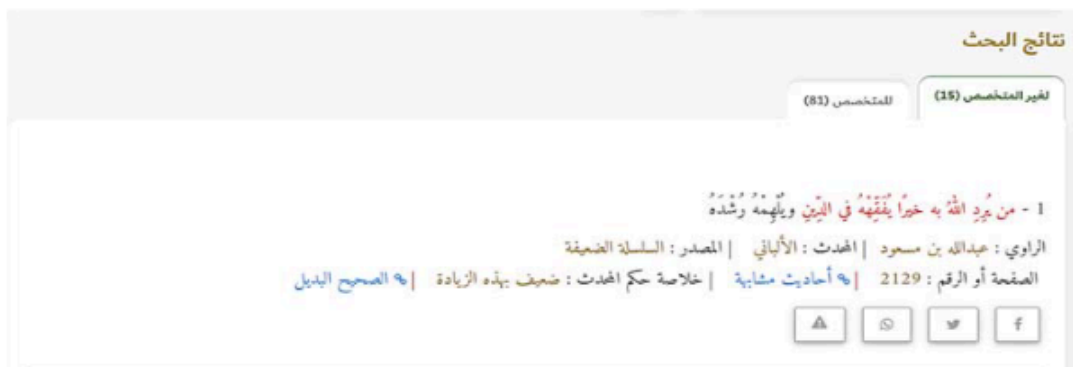 نتائج البحث
لغير المتخصص (15)
للمتخصص (81)
1 - من يُرِدِ اللهُ به خيرًا يُفَقِّهْهُ في الدِّينِ ويُلْهِمْهُ رُشْدَهُ
الراوي : عبدالله بن مسعود | المحدث : الألباني | المصدر : السلسلة الضعيفة
الصفحة أو الرقم : 2129 | أحاديث مشابهة | خلاصة حكم المحدث : ضعيف بهذه الزيادة | الصحيح البديل
f